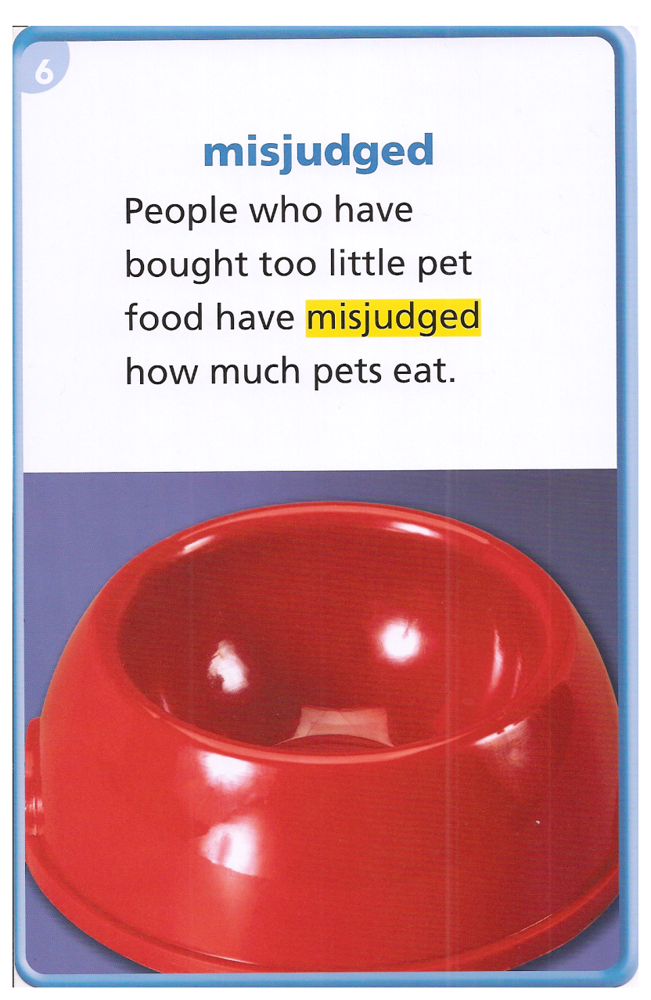 6
misjudged
People who have
bought too little pet
food have misjudged
how much pets eat.